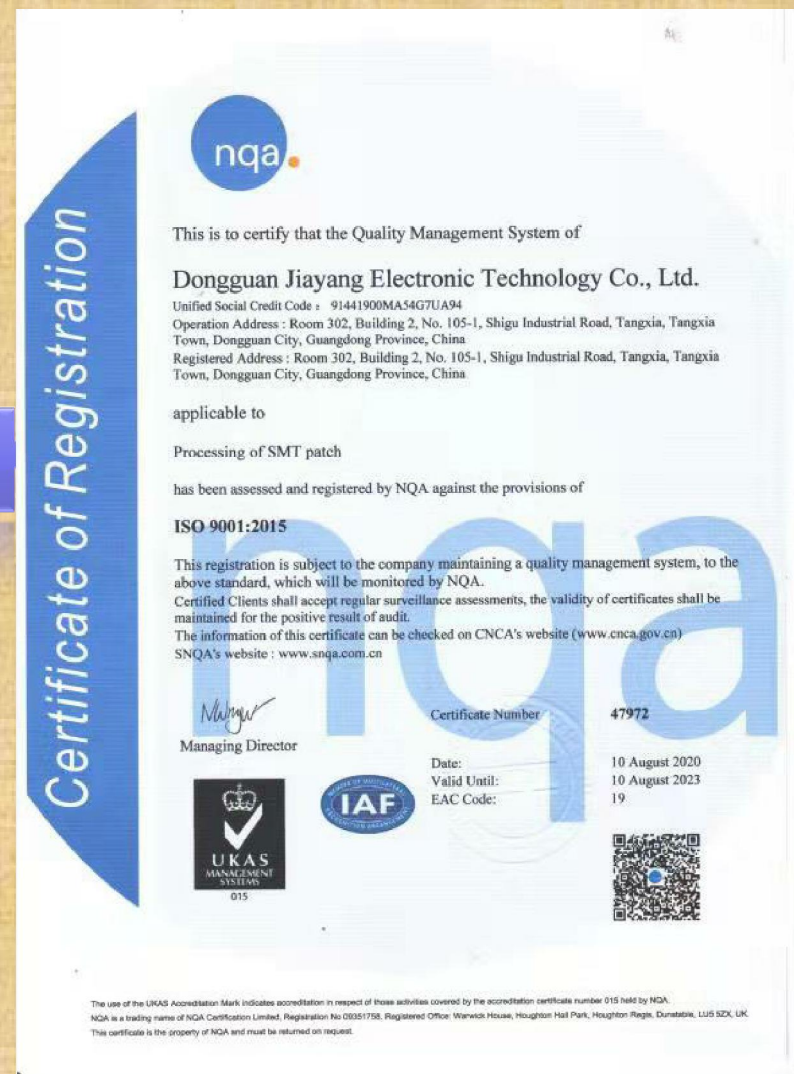 Certificate of Registration
nqa.
This is to certify that the Quality Management System of
Dongguan Jiayang Electronic Technology Co., Ltd.
Unified Social Credit Code : 91441900MA54G7UA94
Operation Address : Room 302, Building 2, No. 105-1, Shigu Industrial Road, Tangxia, Tangxia
Town, Dongguan City, Guangdong Province, China
Registered Address : Room 302, Building 2, No. 105-1, Shigu Industrial Road, Tangxia, Tangxia
Town, Dongguan City, Guangdong Province, China
applicable to
Processing of SMT patch
has been assessed and registered by NQA against the provisions of
ISO 9001:2015
This registration is subject to the company maintaining a quality management system, to the
above standard, which will be monitored by NQA.
Certified Clients shall accept regular surveillance assessments, the validity of certificates shall be
maintained for the positive result of audit.
The information of this certificate can be checked on CNCA's website (www.cnca.gov.cn)
SNQA's website : www.snqa.com.cn
nqa
Managing Director
Certificate Number 47972
Date: 10 August 2020
Valid Until: 10 August 2023
EAC Code: 19
UKAS
MANAGEMENT
SYSTEMS
015
IAF
The use of the UKAS Accreditation Mark indicates accreditation in respect of those activities covered by the accreditation certificate number 015 held by NQA.
NQA is a trading name of NQA Certification Limited, Registration No 09351758. Registered Office: Warwick House, Houghton Hall Park, Houghton Regis, Dunstable, LU5 5ZX, UK.
This certificate is the property of NQA and must be returned on request.